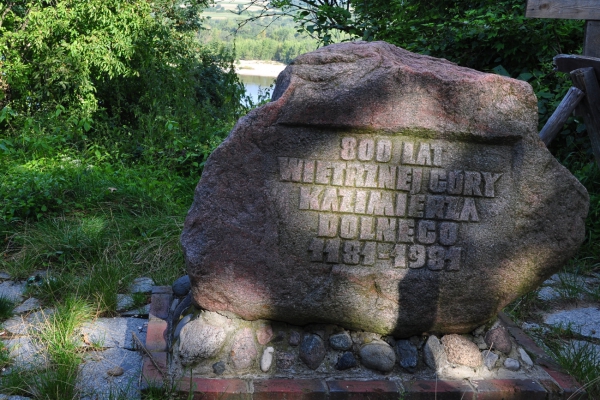 800 LAT
WIETRZNEJ GÓRY
KAZIMIERZA
DOLNEGO
1181-1981